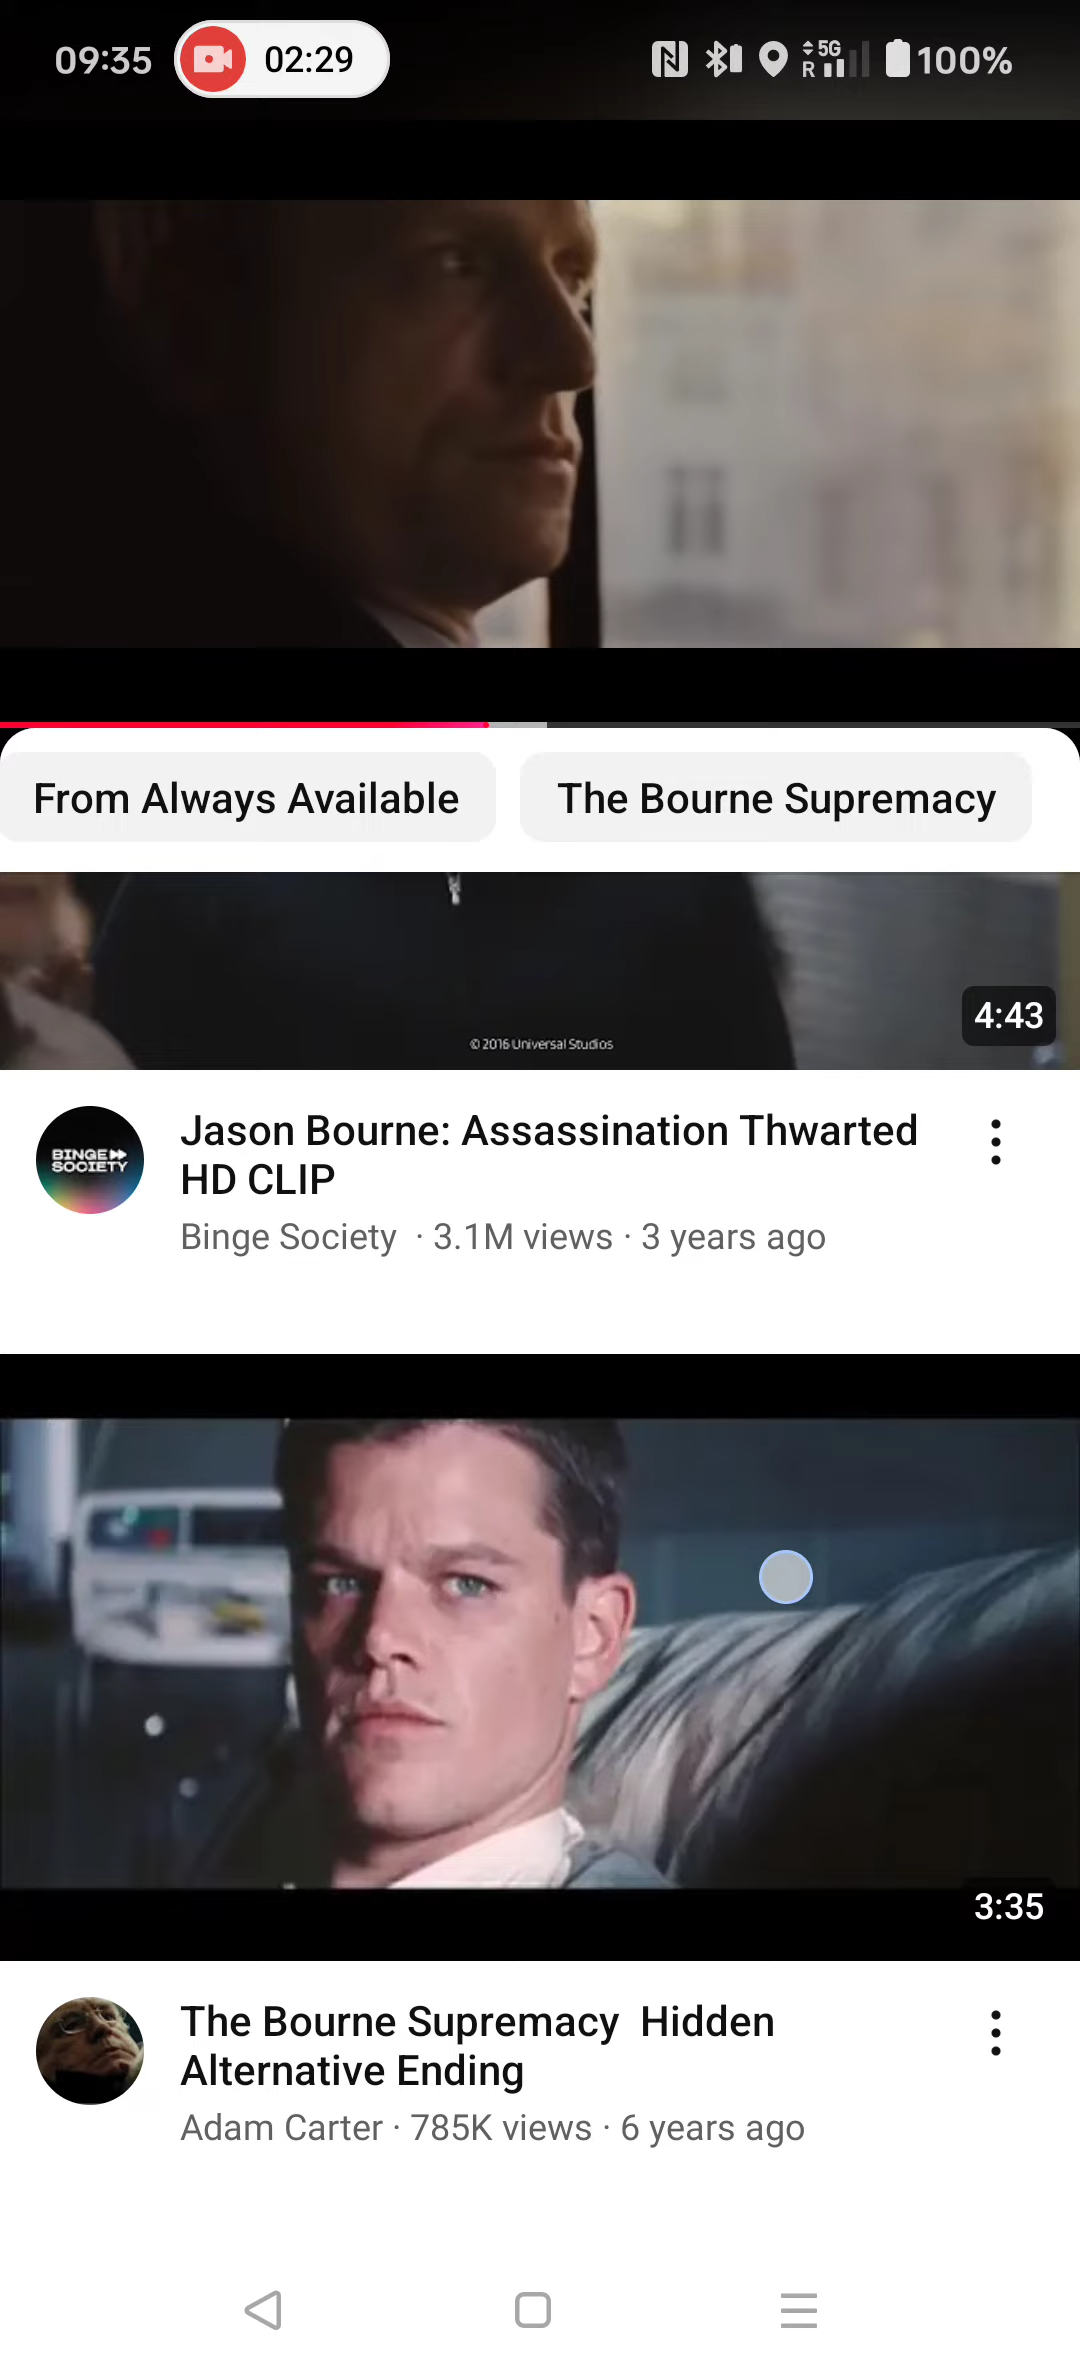 09:35 02:29 5G R 100%
From Always Available The Bourne Supremacy
© 2016 Universal Studios
4:43
BINGE SOCIETY
Jason Bourne: Assassination Thwarted
HD CLIP
Binge Society · 3.1M views · 3 years ago
3:35
The Bourne Supremacy Hidden
Alternative Ending
Adam Carter · 785K views · 6 years ago